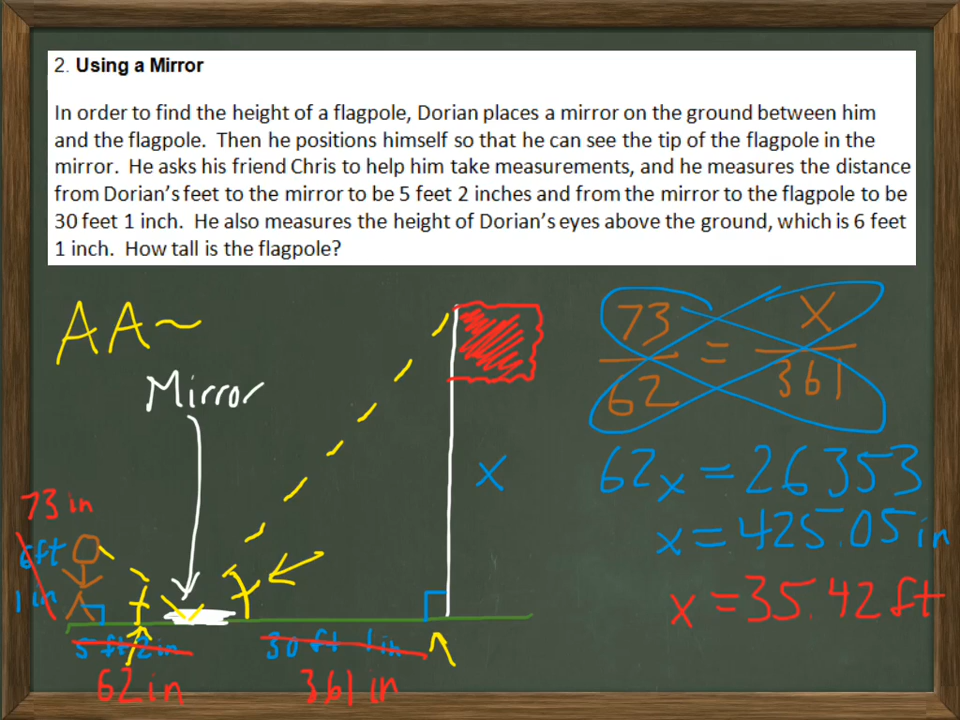 2. Using a Mirror
In order to find the height of a flagpole, Dorian places a mirror on the ground between him
and the flagpole. Then he positions himself so that he can see the tip of the flagpole in the
mirror. He asks his friend Chris to help him take measurements, and he measures the distance
from Dorian's feet to the mirror to be 5 feet 2 inches and from the mirror to the flagpole to be
30 feet 1 inch. He also measures the height of Dorian's eyes above the ground, which is 6 feet
1 inch. How tall is the flagpole?
AA~
Mirror
73 in
6ft
1 in
5 ft 2 in
62 in
30 ft 1 in
361 in
x
73 = x
62 361
62x = 26353
x = 425.05 in
x = 35.42 ft